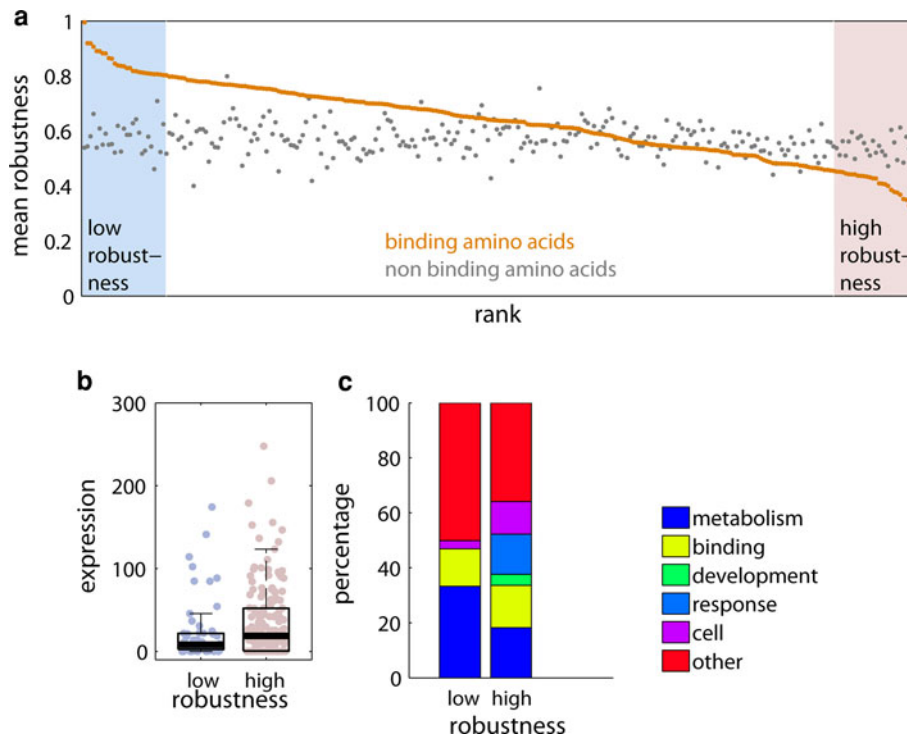 a
1
0.8
0.6
0.4
0.2
0
mean robustness
low
robust–
ness
binding amino acids
non binding amino acids
high
robust–
ness
rank
b
300
200
100
0
expression
low high
robustness
c
100
80
60
40
20
0
percentage
low high
robustness
metabolism
binding
development
response
cell
other